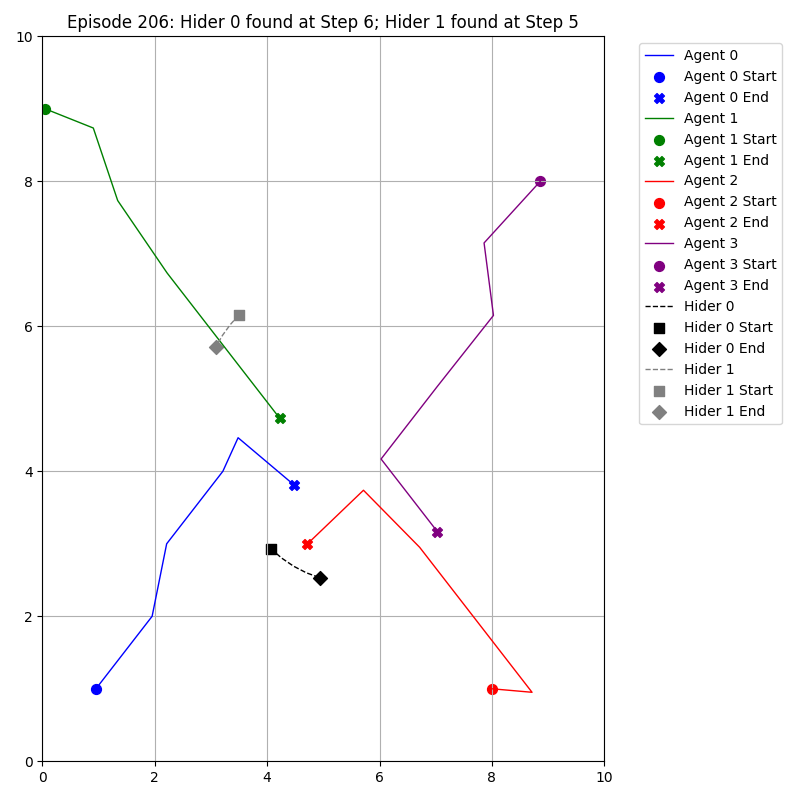 Episode 206: Hider 0 found at Step 6; Hider 1 found at Step 5
10
8
6
4
2
0
0 2 4 6 8 10
Agent 0
Agent 0 Start
Agent 0 End
Agent 1
Agent 1 Start
Agent 1 End
Agent 2
Agent 2 Start
Agent 2 End
Agent 3
Agent 3 Start
Agent 3 End
Hider 0
Hider 0 Start
Hider 0 End
Hider 1
Hider 1 Start
Hider 1 End